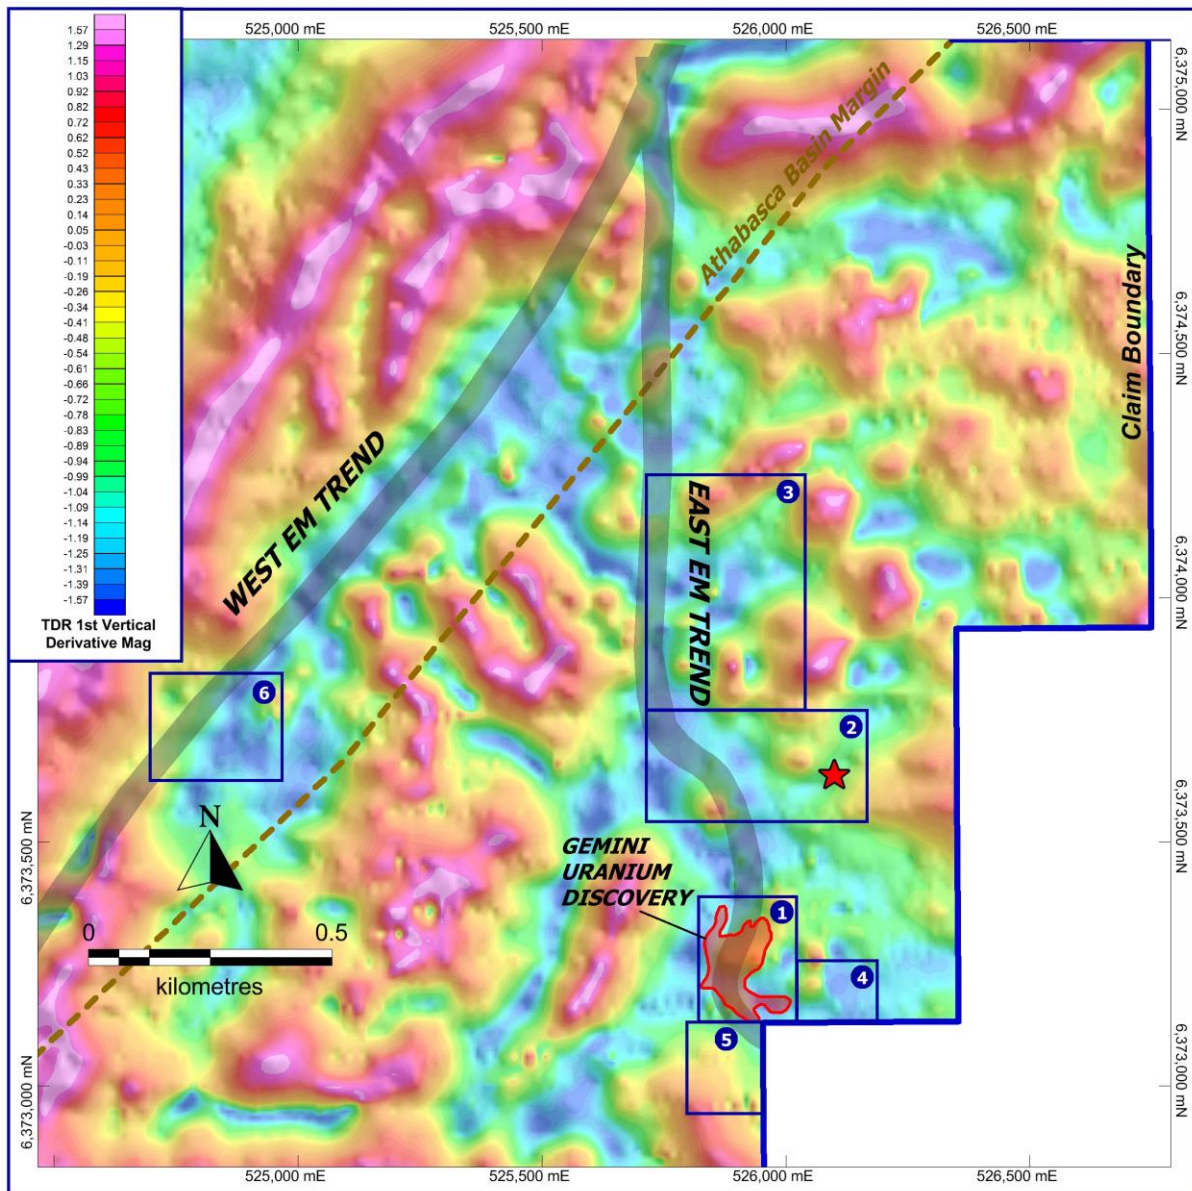 525,000 mE
525,500 mE
526,000 mE
526,500 mE
1.57
1.29
1.15
1.03
0.92
0.82
0.72
0.62
0.52
0.43
0.33
0.23
0.14
0.05
-0.03
-0.11
-0.19
-0.26
-0.34
-0.41
-0.48
-0.54
-0.61
-0.66
-0.72
-0.78
-0.83
-0.89
-0.94
-0.99
-1.04
-1.09
-1.14
-1.19
-1.25
-1.31
-1.39
-1.57
TDR 1st Vertical
Derivative Mag
Athabasca Basin Margin
6,375,000 mN
Claim Boundary
6,374,500 mN
WEST EM TREND
3
EAST EM TREND
6,374,000 mN
6
2
N
GEMINI
URANIUM
DISCOVERY
6,373,500 mN
6,373,500 mN
1
0
0.5
kilometres
4
5
6,373,000 mN
6,373,000 mN
525,000 mE
525,500 mE
526,000 mE
526,500 mE